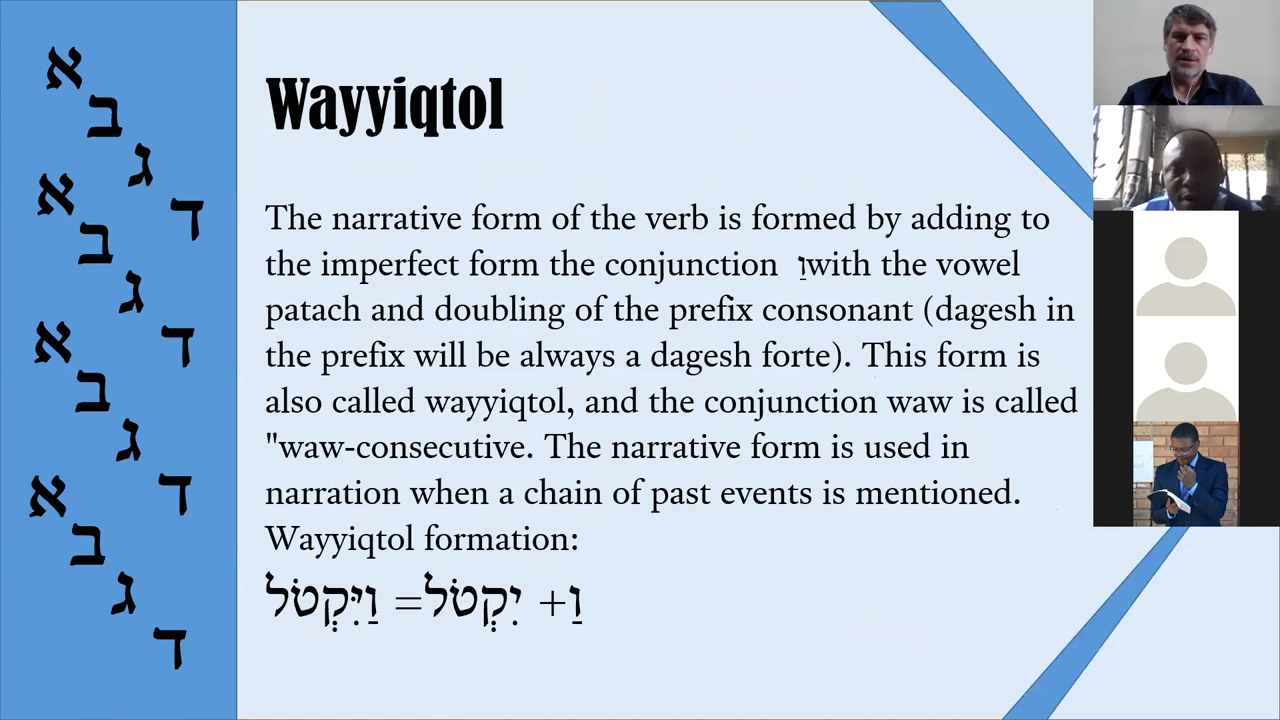 א
ב
ג
ד
א
ב
ג
ד
א
ב
ג
ד
א
ב
ג
ד
Wayyiqtol
The narrative form of the verb is formed by adding to
the imperfect form the conjunction וַ with the vowel
patach and doubling of the prefix consonant (dagesh in
the prefix will be always a dagesh forte). This form is
also called wayyiqtol, and the conjunction waw is called
"waw-consecutive. The narrative form is used in
narration when a chain of past events is mentioned.
Wayyiqtol formation:
וַ + יִקְטֹל= וַיִּקְטֹל